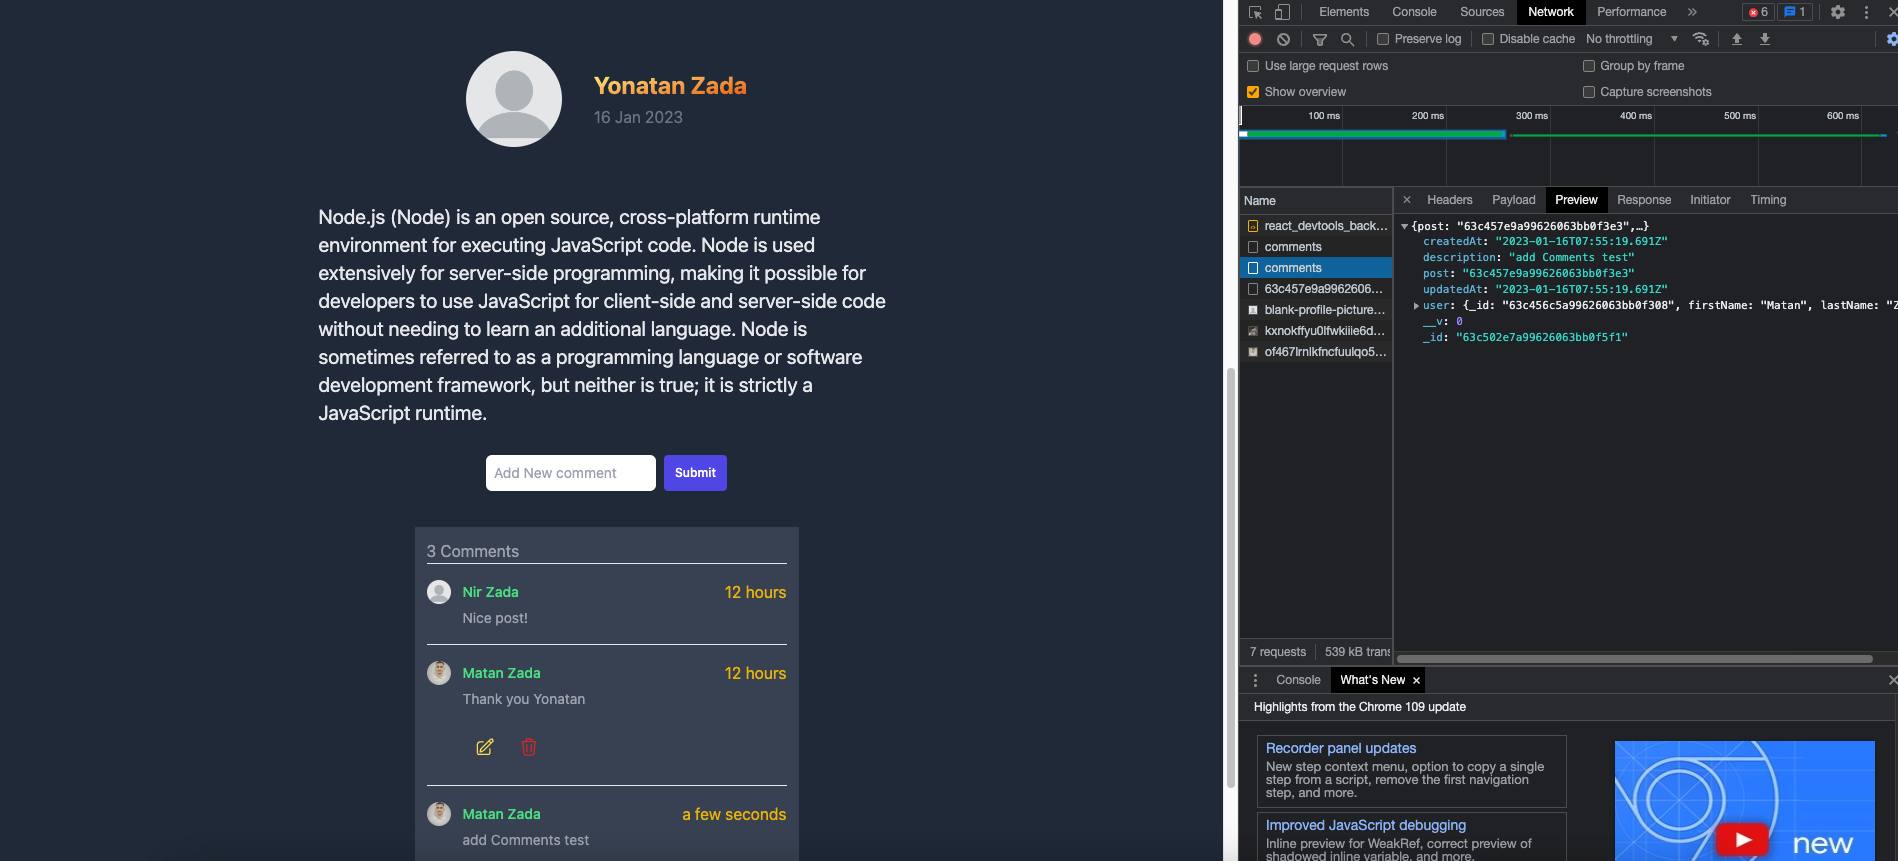 Yonatan Zada
16 Jan 2023
Node.js (Node) is an open source, cross-platform runtime
environment for executing JavaScript code. Node is used
extensively for server-side programming, making it possible for
developers to use JavaScript for client-side and server-side code
without needing to learn an additional language. Node is
sometimes referred to as a programming language or software
development framework, but neither is true; it is strictly a
JavaScript runtime.
Add New comment
Submit
3 Comments
Nir Zada 12 hours
Nice post!
Matan Zada 12 hours
Thank you Yonatan
Matan Zada a few seconds
add Comments test
Elements Console Sources Network Performance » 6 1
Preserve log Disable cache No throttling
Use large request rows Group by frame
Show overview Capture screenshots
100 ms 200 ms 300 ms 400 ms 500 ms 600 ms
Name
react_devtools_back...
comments
comments
63c457e9a99626063...
blank-profile-picture...
7 requests 539 kB trans
Headers Payload Preview Response Initiator Timing
{post: "63c457e9a99626063bb0f3e3",…}
createdAt: "2023-01-16T07:55:19.691Z"
description: "add Comments test"
post: "63c457e9a99626063bb0f3e3"
updatedAt: "2023-01-16T07:55:19.691Z"
user: {_id: "63c456c5a99626063bb0f308", firstName: "Matan", lastName: "Z
__v: 0
_id: "63c502e7a99626063bb0f5f1"
Console What's New
Highlights from the Chrome 109 update
Recorder panel updates
New step context menu, option to copy a single
step from a script, remove the first navigation
step, and more.
Improved JavaScript debugging
Inline preview for WeakRef, correct preview of
shadowed inline variable, and more.
new